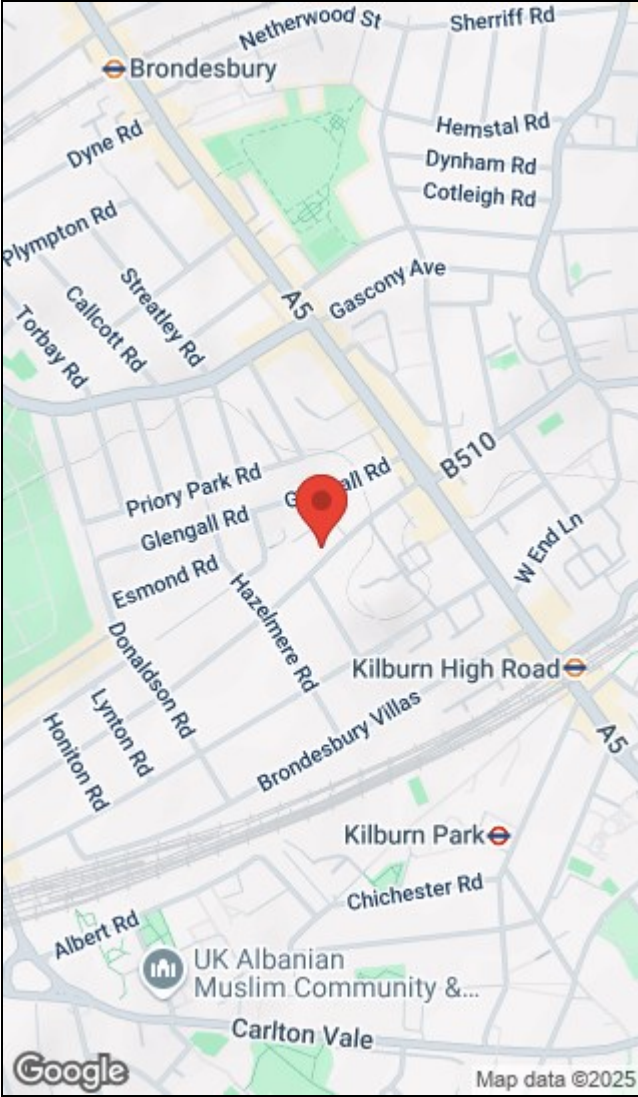 Netherwood St
Sherriff Rd
Brondesbury
Hemstal Rd
Dyne Rd
Dynham Rd
Cotleigh Rd
Plympton Rd
Streatley Rd
Callcott Rd
Torbay Rd
A5
Gascony Ave
B510
Priory Park Rd
Glengall Rd
Esmond Rd
W End Ln
Hazelmere Rd
Donaldson Rd
Kilburn High Road
Lynton Rd
Honiton Rd
Brondesbury Villas
A5
Kilburn Park
Chichester Rd
Albert Rd
UK Albanian
Muslim Community &...
Carlton Vale
Google
Map data ©2025